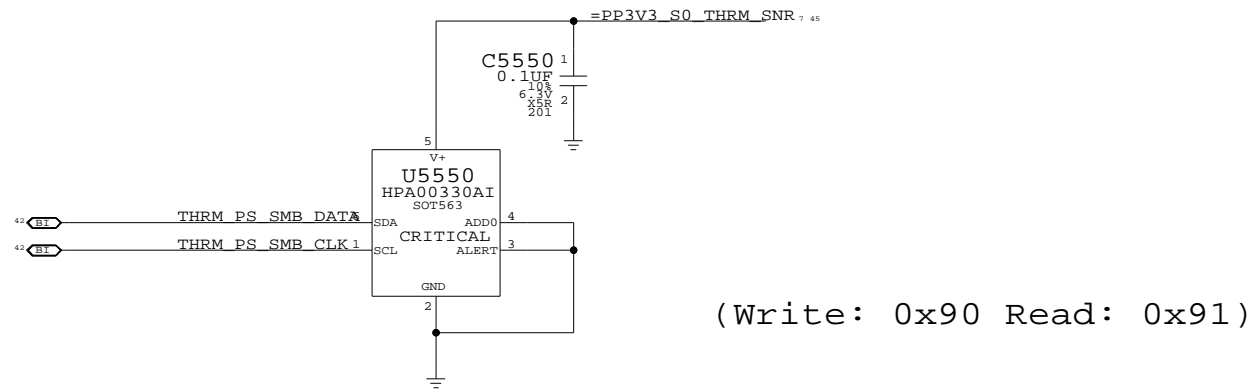 =PP3V3_S0_THRM_SNR 7 45
C5550 1
0.1UF
10%
6.3V
X5R 2
201
5
V+
U5550
HPA00330AI
SOT563
42 BI THRM_PS_SMB_DATA 6 SDA ADD0 4
CRITICAL
42 BI THRM_PS_SMB_CLK 1 SCL ALERT 3
GND
2
(Write: 0x90 Read: 0x91)